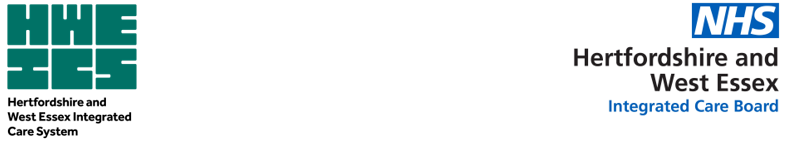 HWE
ICS
Hertfordshire and
West Essex Integrated
Care System
NHS
Hertfordshire and
West Essex
Integrated Care Board